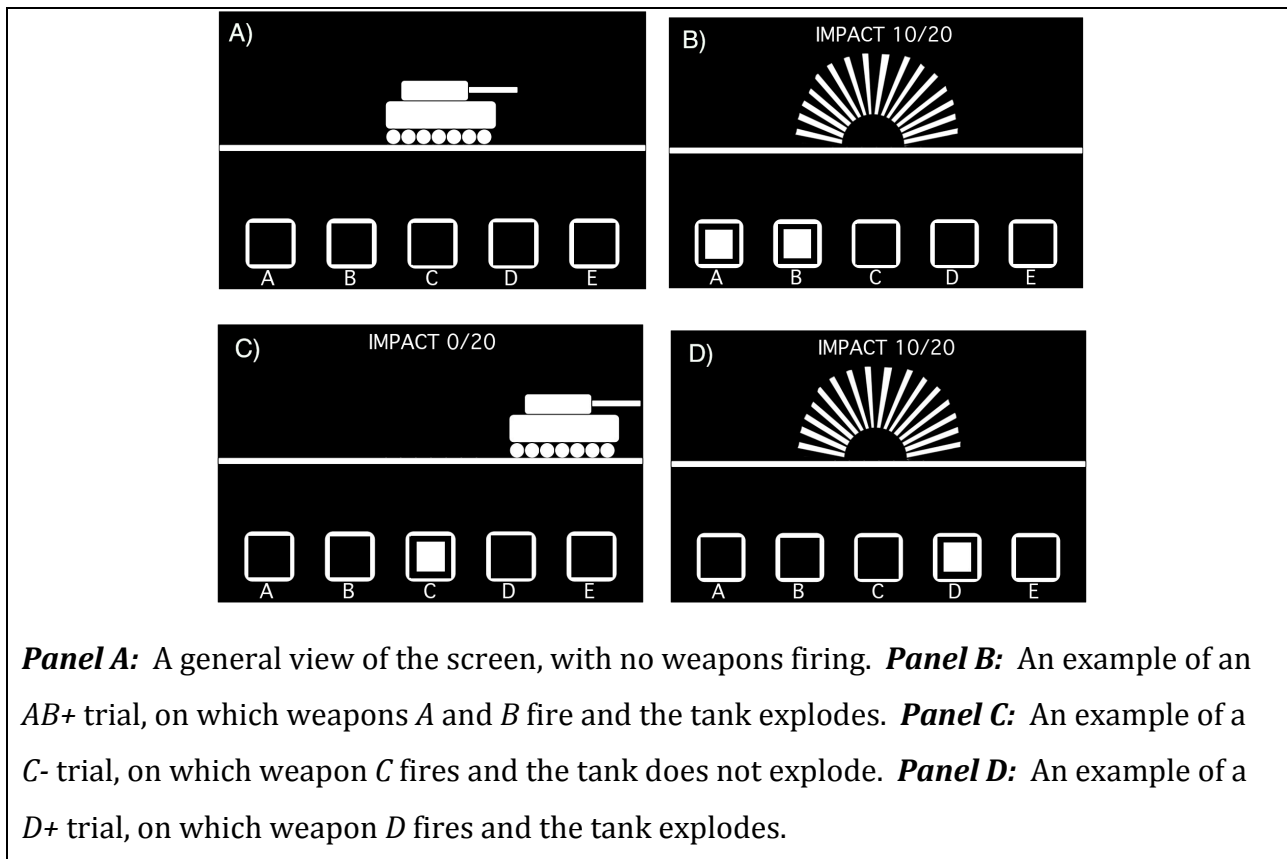 A)
A B C D E
B) IMPACT 10/20
A B C D E
C) IMPACT 0/20
A B C D E
D) IMPACT 10/20
A B C D E
Panel A: A general view of the screen, with no weapons firing. Panel B: An example of an
AB+ trial, on which weapons A and B fire and the tank explodes. Panel C: An example of a
C- trial, on which weapon C fires and the tank does not explode. Panel D: An example of a
D+ trial, on which weapon D fires and the tank explodes.